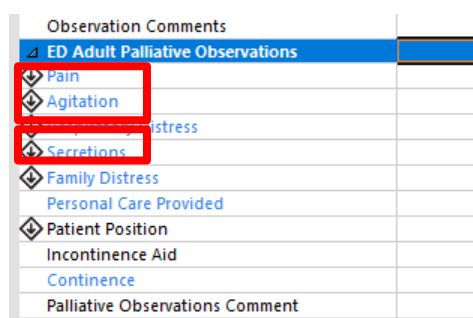 Observation Comments
ED Adult Palliative Observations
Pain
Agitation
Distress
Secretions
Family Distress
Personal Care Provided
Patient Position
Incontinence Aid
Continence
Palliative Observations Comment